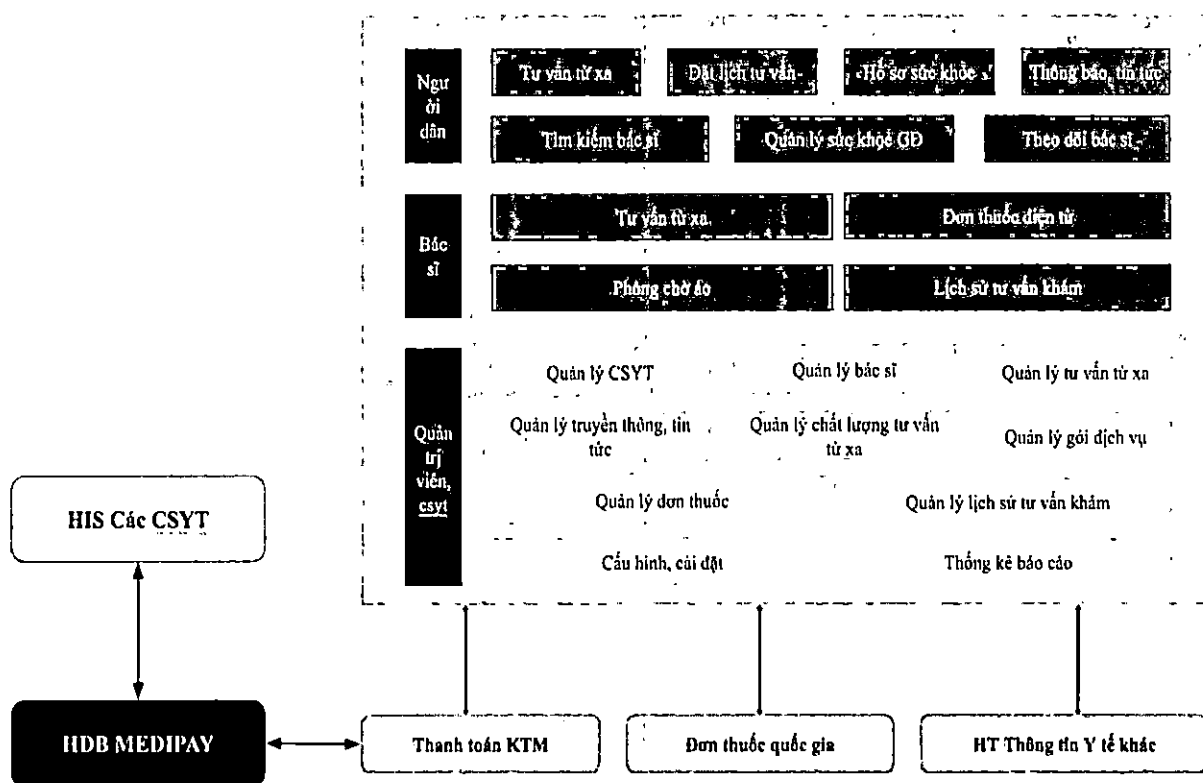 Người dân
Tư vấn từ xa
Đặt lịch tư vấn
Hồ sơ sức khỏe
Thông báo, tin tức
Tìm kiếm bác sĩ
Quản lý sức khỏe GĐ
Theo dõi bác sĩ
Bác sĩ
Tư vấn từ xa
Đơn thuốc điện tử
Phòng chờ ảo
Lịch sử tư vấn khám
Quản trị viên, csyt
Quản lý CSYT
Quản lý bác sĩ
Quản lý tư vấn từ xa
Quản lý truyền thông, tin tức
Quản lý chất lượng tư vấn từ xa
Quản lý gói dịch vụ
Quản lý đơn thuốc
Quản lý lịch sử tư vấn khám
Cấu hình, cài đặt
Thống kê báo cáo
HIS Các CSYT
HDB MEDIPAY
Thanh toán KTM
Đơn thuốc quốc gia
HT Thông tin Y tế khác